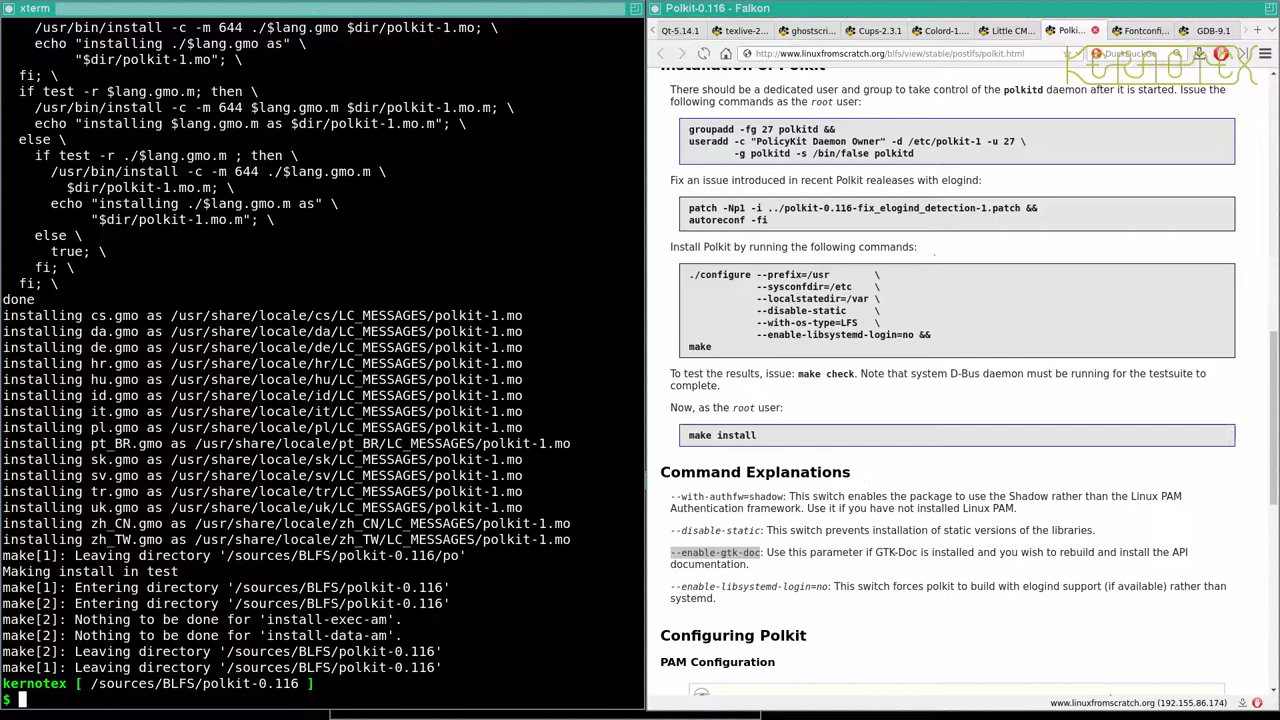 xterm
/usr/bin/install -c -m 644 ./$lang.gmo $dir/polkit-1.mo; \
echo "installing ./$lang.gmo as" \
"$dir/polkit-1.mo"; \
fi; \
if test -r $lang.gmo.m; then \
/usr/bin/install -c -m 644 $lang.gmo.m $dir/polkit-1.mo.m; \
echo "installing $lang.gmo.m as $dir/polkit-1.mo.m"; \
else \
if test -r ./$lang.gmo.m ; then \
/usr/bin/install -c -m 644 ./$lang.gmo.m \
$dir/polkit-1.mo.m; \
echo "installing ./$lang.gmo.m as" \
"$dir/polkit-1.mo.m"; \
else \
true; \
fi; \
fi; \
done
installing cs.gmo as /usr/share/locale/cs/LC_MESSAGES/polkit-1.mo
installing da.gmo as /usr/share/locale/da/LC_MESSAGES/polkit-1.mo
installing de.gmo as /usr/share/locale/de/LC_MESSAGES/polkit-1.mo
installing hr.gmo as /usr/share/locale/hr/LC_MESSAGES/polkit-1.mo
installing hu.gmo as /usr/share/locale/hu/LC_MESSAGES/polkit-1.mo
installing id.gmo as /usr/share/locale/id/LC_MESSAGES/polkit-1.mo
installing it.gmo as /usr/share/locale/it/LC_MESSAGES/polkit-1.mo
installing pl.gmo as /usr/share/locale/pl/LC_MESSAGES/polkit-1.mo
installing pt_BR.gmo as /usr/share/locale/pt_BR/LC_MESSAGES/polkit-1.mo
installing sk.gmo as /usr/share/locale/sk/LC_MESSAGES/polkit-1.mo
installing sv.gmo as /usr/share/locale/sv/LC_MESSAGES/polkit-1.mo
installing tr.gmo as /usr/share/locale/tr/LC_MESSAGES/polkit-1.mo
installing uk.gmo as /usr/share/locale/uk/LC_MESSAGES/polkit-1.mo
installing zh_CN.gmo as /usr/share/locale/zh_CN/LC_MESSAGES/polkit-1.mo
installing zh_TW.gmo as /usr/share/locale/zh_TW/LC_MESSAGES/polkit-1.mo
make[1]: Leaving directory '/sources/BLFS/polkit-0.116/po'
Making install in test
make[1]: Entering directory '/sources/BLFS/polkit-0.116'
make[2]: Entering directory '/sources/BLFS/polkit-0.116'
make[2]: Nothing to be done for 'install-exec-am'.
make[2]: Nothing to be done for 'install-data-am'.
make[2]: Leaving directory '/sources/BLFS/polkit-0.116'
make[1]: Leaving directory '/sources/BLFS/polkit-0.116'
kernotex [ /sources/BLFS/polkit-0.116 ]
$
Polkit-0.116 - Falkon
Qt-5.14.1 texlive-2 ghostscri Cups-2.3.1 Colord-1. Little CM Polki Fontconfi GDB-9.1
http://www.linuxfromscratch.org/blfs/view/stable/postlfs/polkit.html DuckDuckGo
KERNOTEX
Installation of Polkit
There should be a dedicated user and group to take control of the polkitd daemon after it is started. Issue the
following commands as the root user:
groupadd -fg 27 polkitd &&
useradd -c "PolicyKit Daemon Owner" -d /etc/polkit-1 -u 27 \
-g polkitd -s /bin/false polkitd
Fix an issue introduced in recent Polkit realeases with elogind:
patch -Np1 -i ../polkit-0.116-fix_elogind_detection-1.patch &&
autoreconf -fi
Install Polkit by running the following commands:
./configure --prefix=/usr \
--sysconfdir=/etc \
--localstatedir=/var \
--disable-static \
--with-os-type=LFS \
--enable-libsystemd-login=no &&
make
To test the results, issue: make check. Note that system D-Bus daemon must be running for the testsuite to
complete.
Now, as the root user:
make install
Command Explanations
--with-authfw=shadow: This switch enables the package to use the Shadow rather than the Linux PAM
Authentication framework. Use it if you have not installed Linux PAM.
--disable-static: This switch prevents installation of static versions of the libraries.
--enable-gtk-doc: Use this parameter if GTK-Doc is installed and you wish to rebuild and install the API
documentation.
--enable-libsystemd-login=no: This switch forces polkit to build with elogind support (if available) rather than
systemd.
Configuring Polkit
PAM Configuration
www.linuxfromscratch.org (192.155.86.174)